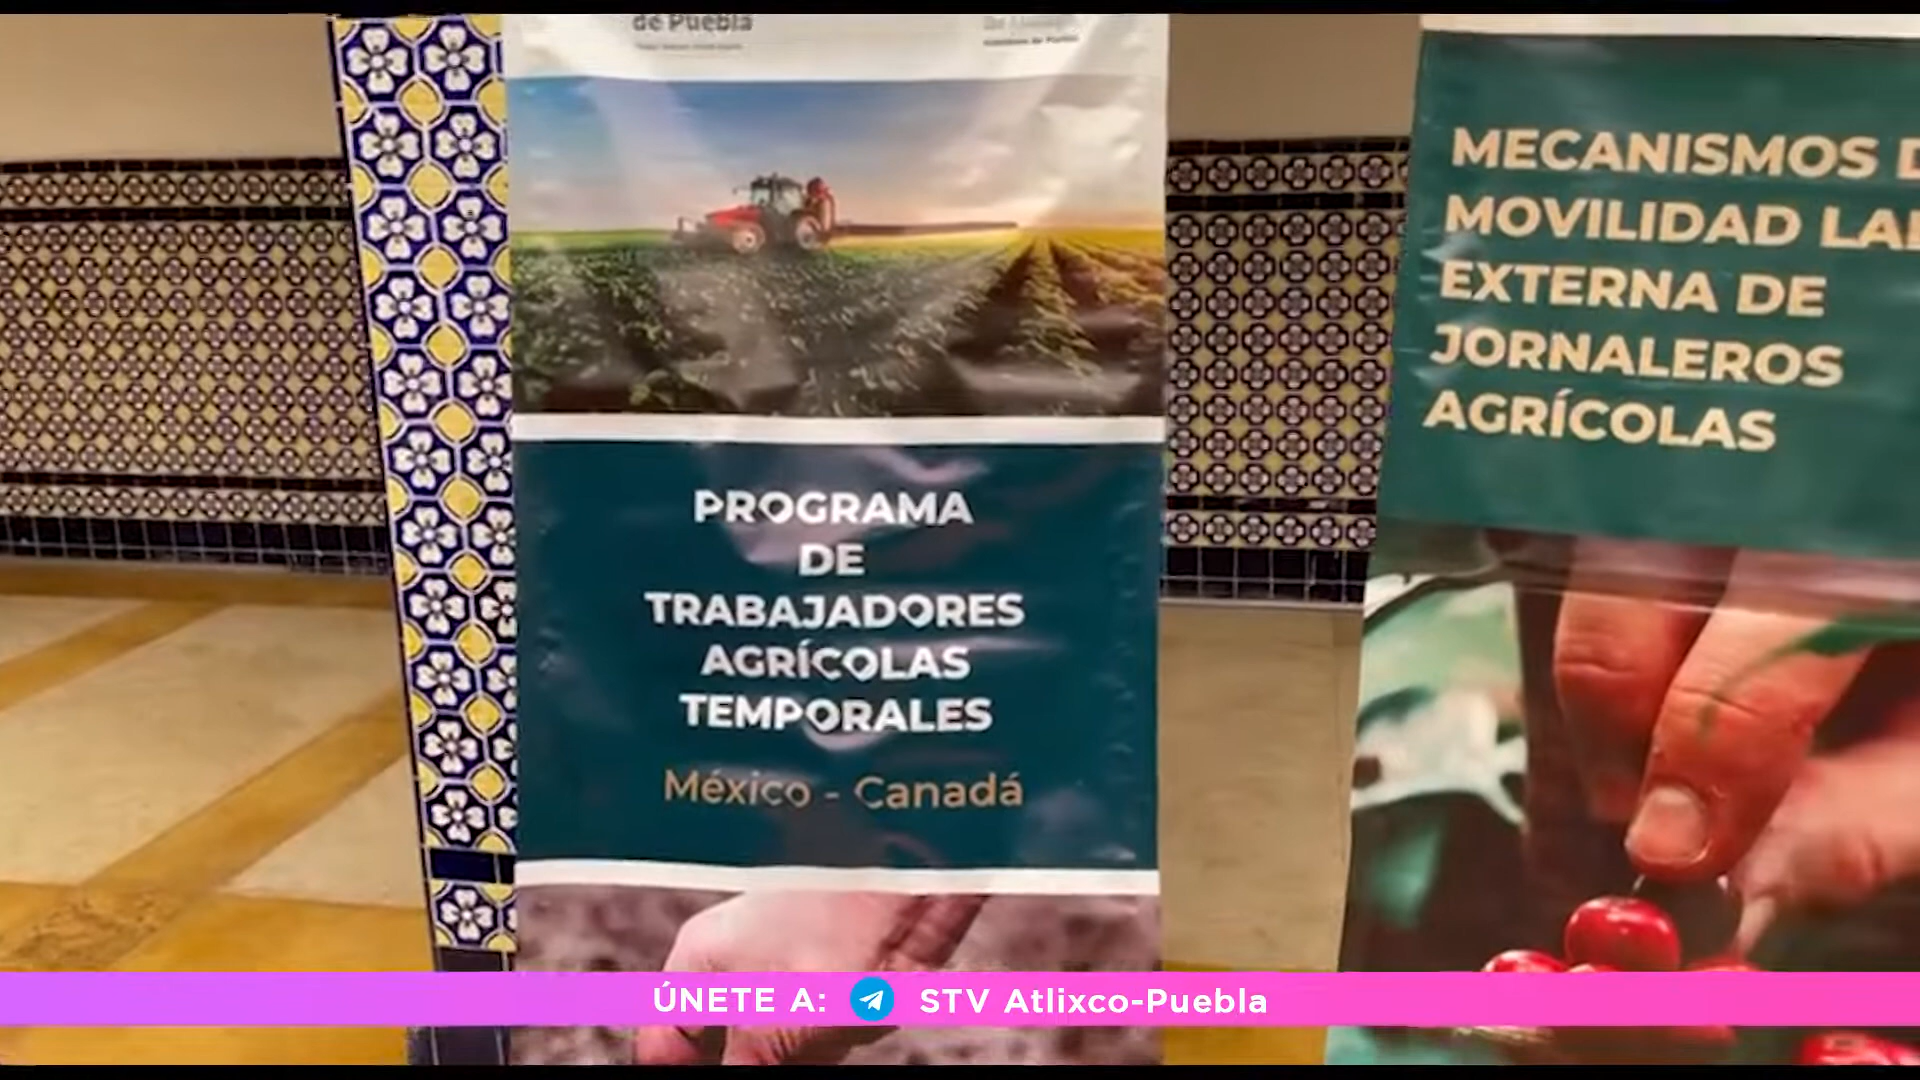 de Puebla
PROGRAMA
DE
TRABAJADORES
AGRÍCOLAS
TEMPORALES
México - Canadá
MECANISMOS
MOVILIDAD
EXTERNA DE
JORNALEROS
AGRÍCOLAS
ÚNETE A: STV Atlixco-Puebla